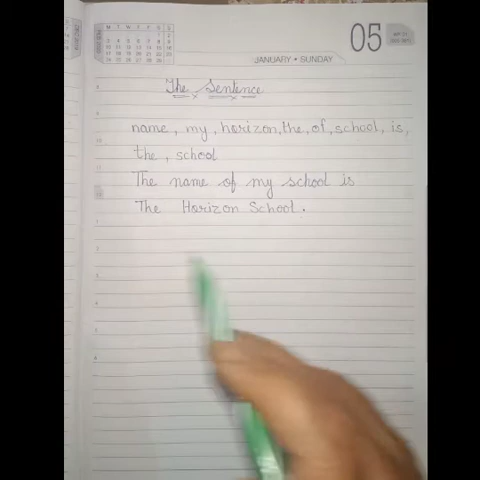 05
JANUARY • SUNDAY
The Sentence
name, my, horizon, the, of, school, is,
the, school
The name of my school is
The Horizon School.